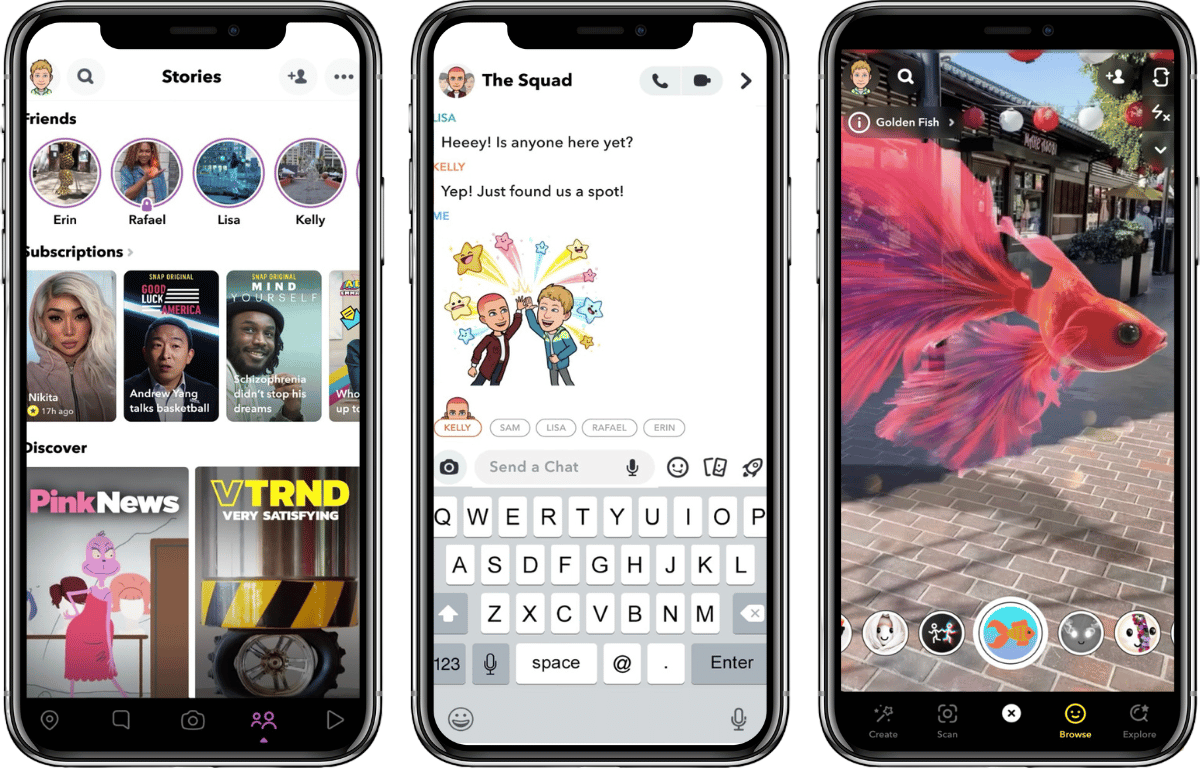 Stories
Friends
Erin
Rafael
Lisa
Kelly
Subscriptions
Nikita
17h ago
SNAP ORIGINAL
GOOD
LUCK
AMERICA
Andrew Yang
talks basketball
SNAP ORIGINAL
MIND
YOURSELF
Schizophrenia
didn't stop his
dreams
Who
up to
Discover
PinkNews
VTRND
VERY SATISFYING
The Squad
LISA
Heeey! Is anyone here yet?
KELLY
Yep! Just found us a spot!
ME
KELLY SAM LISA RAFAEL ERIN
Send a Chat
Q W E R T Y U I O P
A S D F G H J K L
Z X C V B N M
123 space @ . Enter
Golden Fish
Create Scan Browse Explore